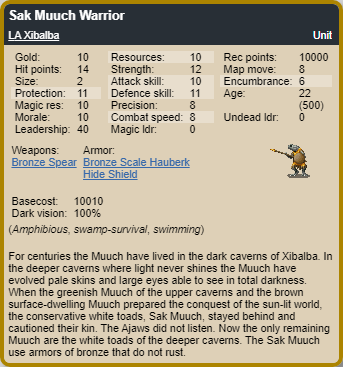 Sak Muuch Warrior
LA Xibalba Unit
Gold: 10 Resources: 10 Rec points: 10000
Hit points: 14 Strength: 12 Map move: 8
Size: 2 Attack skill: 10 Encumbrance: 6
Protection: 11 Defence skill: 11 Age: 22
Magic res: 10 Precision: 8 (500)
Morale: 10 Combat speed: 8 Undead ldr: 0
Leadership: 40 Magic ldr: 0
Weapons: Armor:
Bronze Spear Bronze Scale Hauberk
Hide Shield
Basecost: 10010
Dark vision: 100%
(Amphibious, swamp-survival, swimming)
For centuries the Muuch have lived in the dark caverns of Xibalba. In
the deeper caverns where light never shines the Muuch have
evolved pale skins and large eyes able to see in total darkness.
When the greenish Muuch of the upper caverns and the brown
surface-dwelling Muuch prepared the conquest of the sun-lit world,
the conservative white toads, Sak Muuch, stayed behind and
cautioned their kin. The Ajaws did not listen. Now the only remaining
Muuch are the white toads of the deeper caverns. The Sak Muuch
use armors of bronze that do not rust.